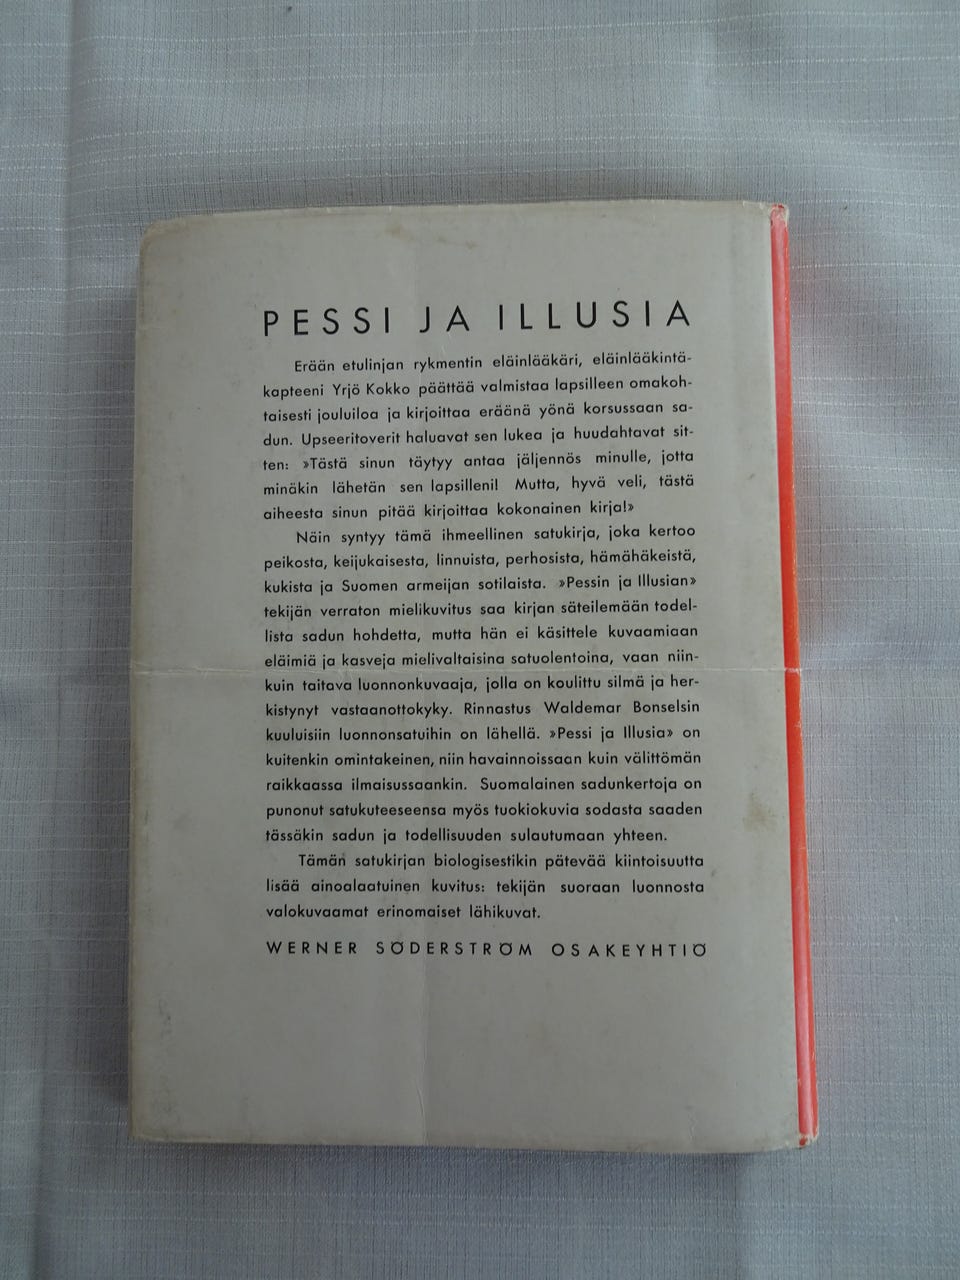 PESSI JA ILLUSIA
Erään etulinjan rykmentin eläinlääkäri, eläinlääkintä-
kapteeni Yrjö Kokko päättää valmistaa lapsilleen omakoh-
taisesti jouluiloa ja kirjoittaa eräänä yönä korsussaan sa-
dun. Upseeritoverit haluavat sen lukea ja huudahtavat sit-
ten: »Tästä sinun täytyy antaa jäljennös minulle, jotta
minäkin lähetän sen lapsilleni! Mutta, hyvä veli, tästä
aiheesta sinun pitää kirjoittaa kokonainen kirja!»
Näin syntyy tämä ihmeellinen satukirja, joka kertoo
peikosta, keijukaisesta, linnuista, perhosista, hämähäkeistä,
kukista ja Suomen armeijan sotilaista. »Pessin ja Illusian»
tekijän verraton mielikuvitus saa kirjan säteilemään todel-
lista sadun hohdetta, mutta hän ei käsittele kuvaamiaan
eläimiä ja kasveja mielivaltaisina satuolentoina, vaan niin-
kuin taitava luonnonkuvaaja, jolla on koulittu silmä ja her-
kistynyt vastaanottokyky. Rinnastus Waldemar Bonselsin
kuuluisiin luonnonsatuihin on lähellä. »Pessi ja Illusia» on
kuitenkin omintakeinen, niin havainnoissaan kuin välittömän
raikkaassa ilmaisussaankin. Suomalainen sadunkertoja on
punonut satukuteeseensa myös tuokiokuvia sodasta saaden
tässäkin sadun ja todellisuuden sulautumaan yhteen.
Tämän satukirjan biologisestikin pätevää kiintoisuutta
lisää ainoalaatuinen kuvitus: tekijän suoraan luonnosta
valokuvaamat erinomaiset lähikuvat.
WERNER SÖDERSTRÖM OSAKEYHTIÖ